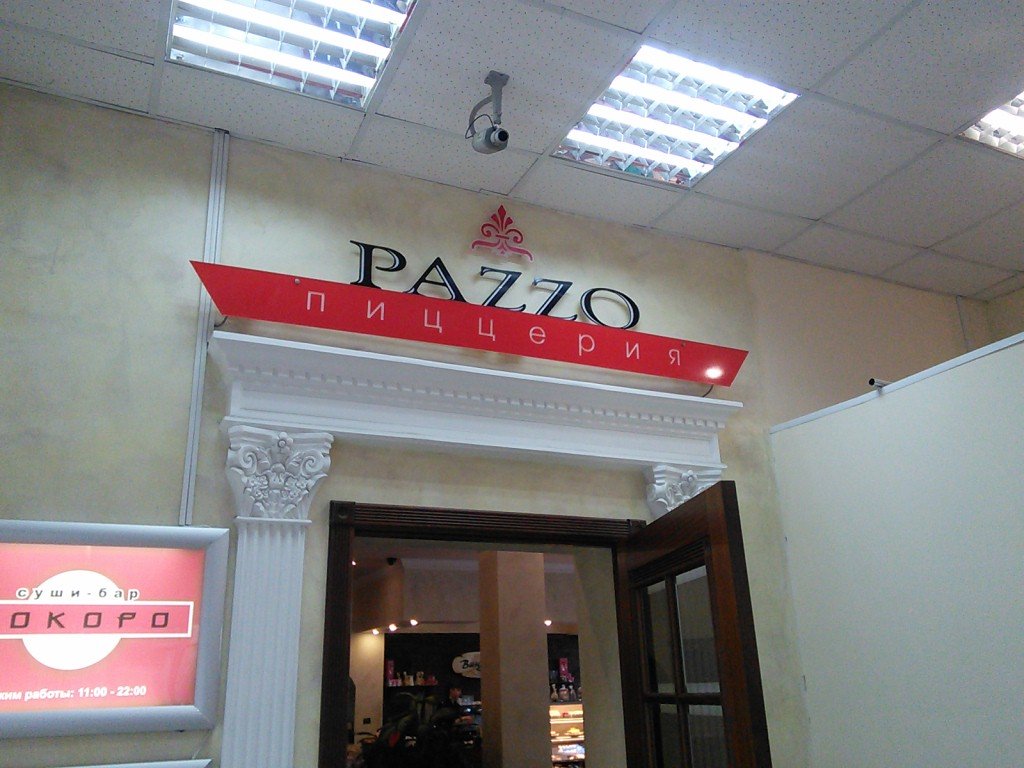 PAZZO
пиццерия
суши-бар
ОКОРО
жим работы: 11:00 - 22:00